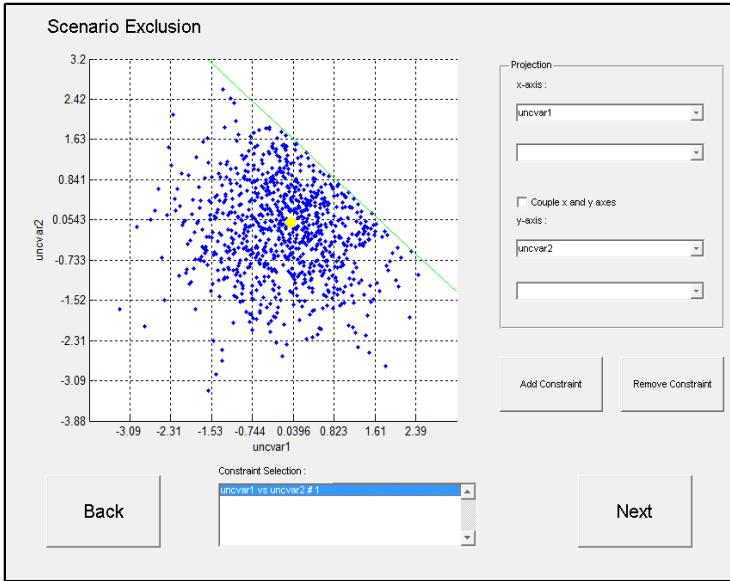 Scenario Exclusion
3.2
2.42
1.63
0.841
0.0543
-0.733
-1.52
-2.31
-3.09
-3.88
uncvar2
-3.09 -2.31 -1.53 -0.744 0.0396 0.823 1.61 2.39
uncvar1
Projection
x-axis :
uncvar1
Couple x and y axes
y-axis :
uncvar2
Add Constraint
Remove Constraint
Constraint Selection :
uncvar1 vs uncvar2 # 1
Back
Next